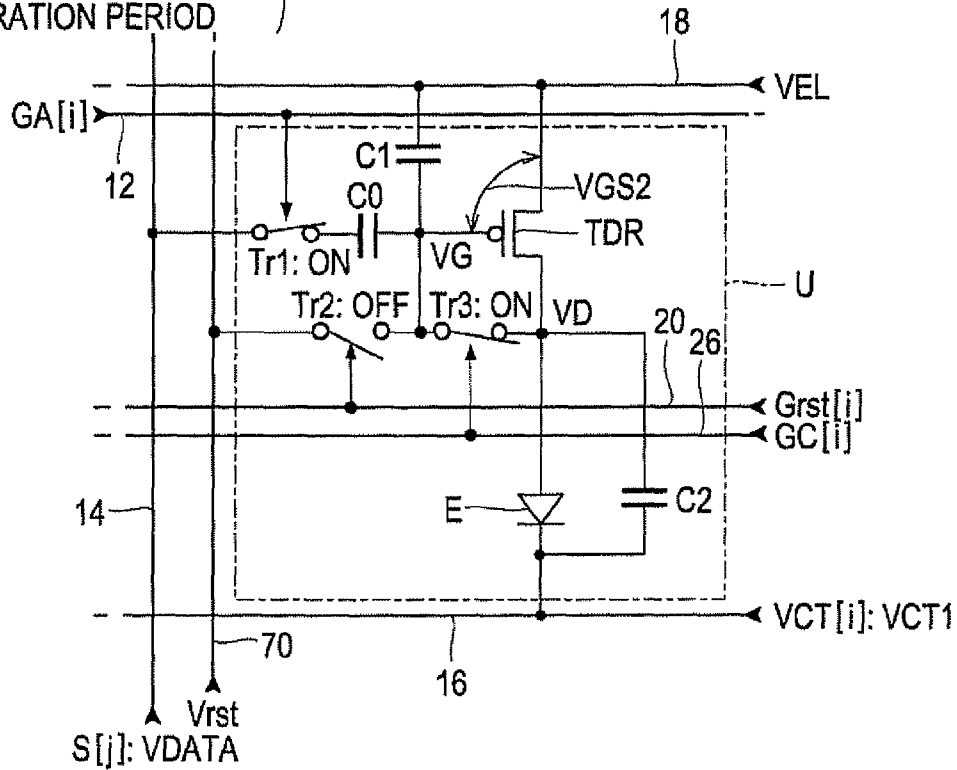 RATION PERIOD
18
VEL
GA[i]
12
C1
VGS2
C0
TDR
VG
Tr1: ON
U
Tr2: OFF
Tr3: ON
VD
20
26
Grst[i]
GC[i]
14
E
C2
VCT[i]: VCT1
70
16
Vrst
S[j]: VDATA